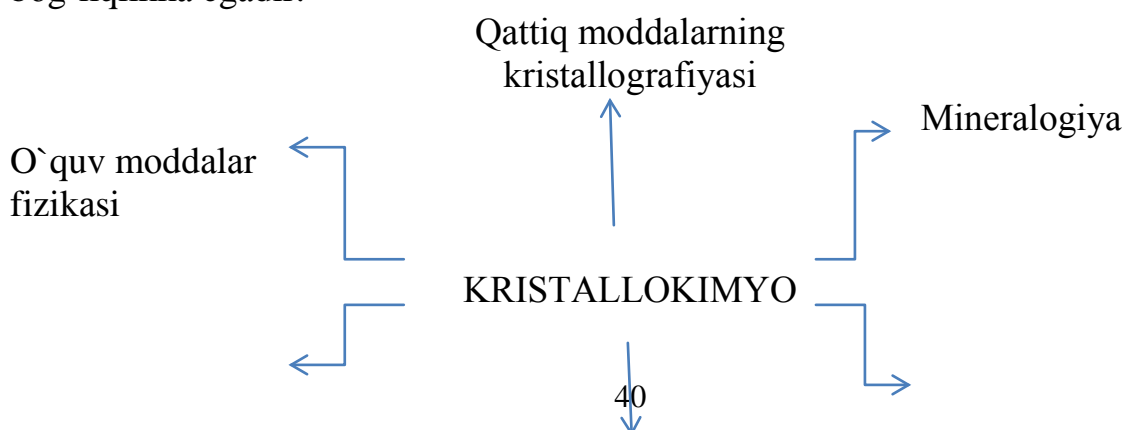 Qattiq moddalarning
kristallografiyasi
Mineralogiya
O`quv moddalar
fizikasi
KRISTALLOKIMYO
40